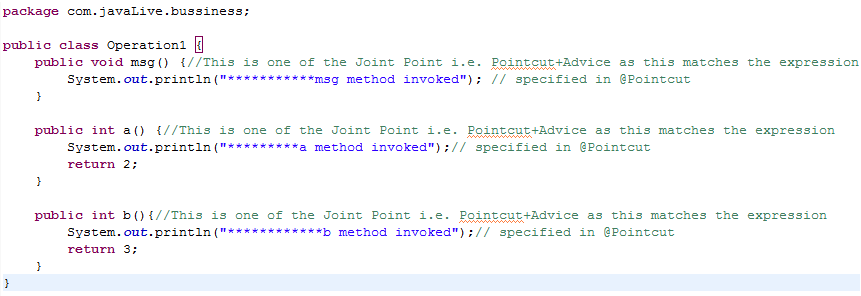 package com.javaLive.bussiness;
public class Operation1 {
public void msg() {//This is one of the Joint Point i.e. Pointcut+Advice as this matches the expression
System.out.println("***********msg method invoked"); // specified in @Pointcut
}
public int a() {//This is one of the Joint Point i.e. Pointcut+Advice as this matches the expression
System.out.println("*********a method invoked");// specified in @Pointcut
return 2;
}
public int b(){//This is one of the Joint Point i.e. Pointcut+Advice as this matches the expression
System.out.println("************b method invoked");// specified in @Pointcut
return 3;
}
}